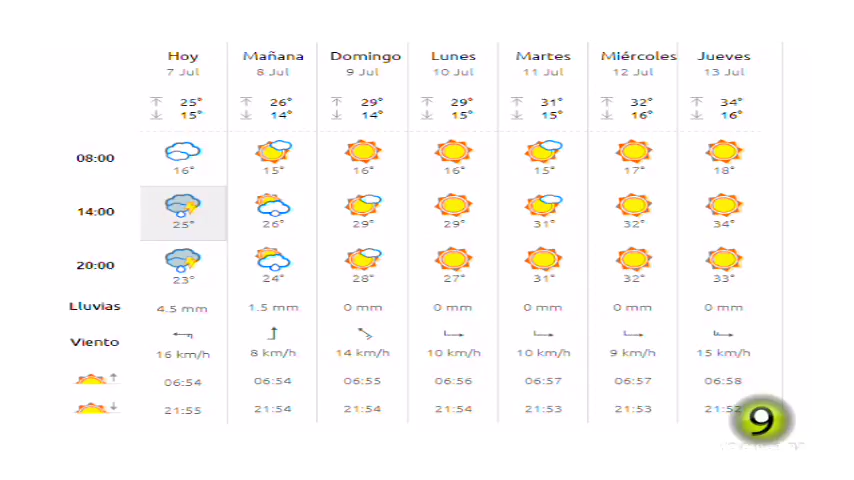 Hoy Mañana Domingo Lunes Martes Miércoles Jueves
7 Jul 8 Jul 9 Jul 10 Jul 11 Jul 12 Jul 13 Jul
25° 26° 29° 29° 31° 32° 34°
15° 14° 14° 15° 15° 16° 16°
08:00 16° 15° 16° 16° 15° 17° 18°
14:00 25° 26° 29° 29° 31° 32° 34°
20:00 23° 24° 28° 27° 31° 32° 33°
Lluvias 4.5 mm 1.5 mm 0 mm 0 mm 0 mm 0 mm 0 mm
Viento 16 km/h 8 km/h 14 km/h 10 km/h 10 km/h 9 km/h 15 km/h
06:54 06:54 06:55 06:56 06:57 06:57 06:58
21:55 21:54 21:54 21:54 21:53 21:53 21:52
9